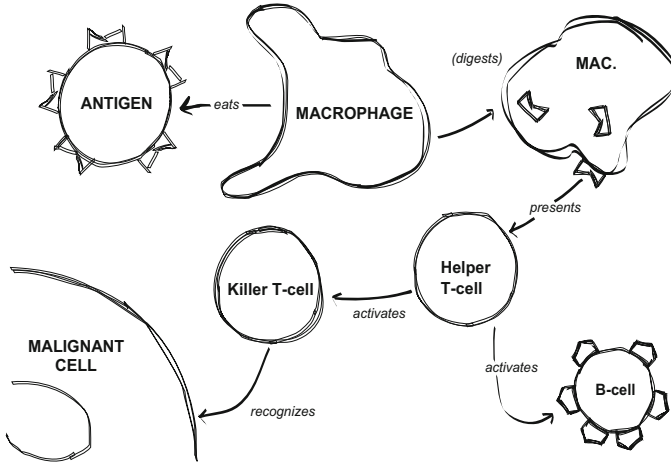 (digests)
MAC.
ANTIGEN
eats
MACROPHAGE
presents
Killer T-cell
Helper
T-cell
activates
MALIGNANT
CELL
activates
B-cell
recognizes